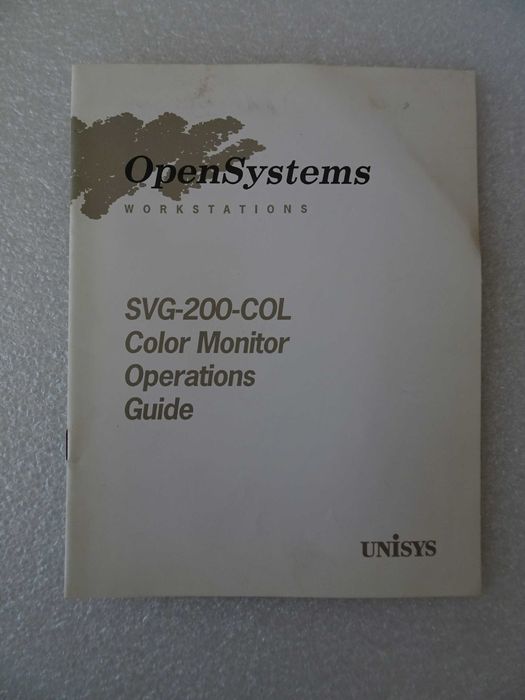 OpenSystems
WORKSTATIONS
SVG-200-COL
Color Monitor
Operations
Guide
UNiSYS